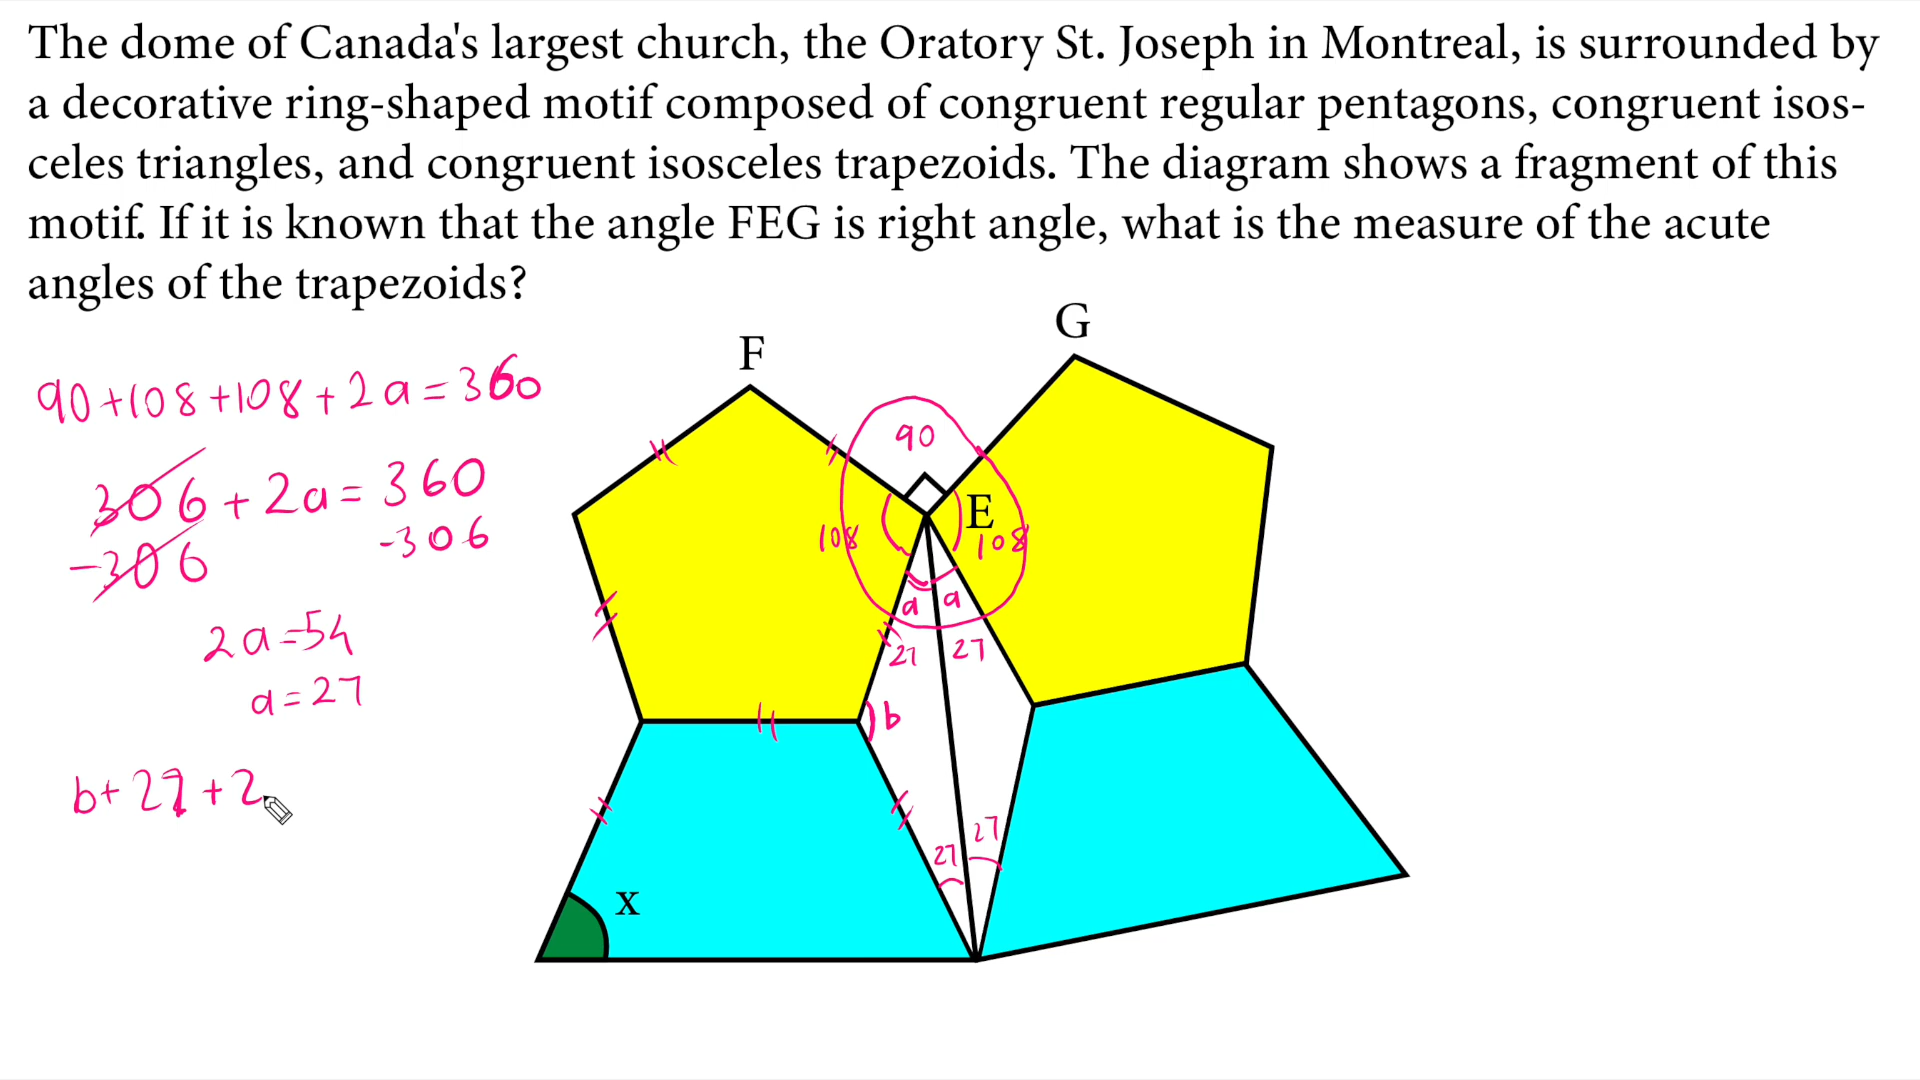 The dome of Canada's largest church, the Oratory St. Joseph in Montreal, is surrounded by
a decorative ring-shaped motif composed of congruent regular pentagons, congruent isos-
celes triangles, and congruent isosceles trapezoids. The diagram shows a fragment of this
motif. If it is known that the angle FEG is right angle, what is the measure of the acute
angles of the trapezoids?
G
F
90+108+108+2a=360
90
306+2a=360
-306 -306
E
108 108
a a
2a=54
27 27
a=27
b
b+27+2
27
27
x